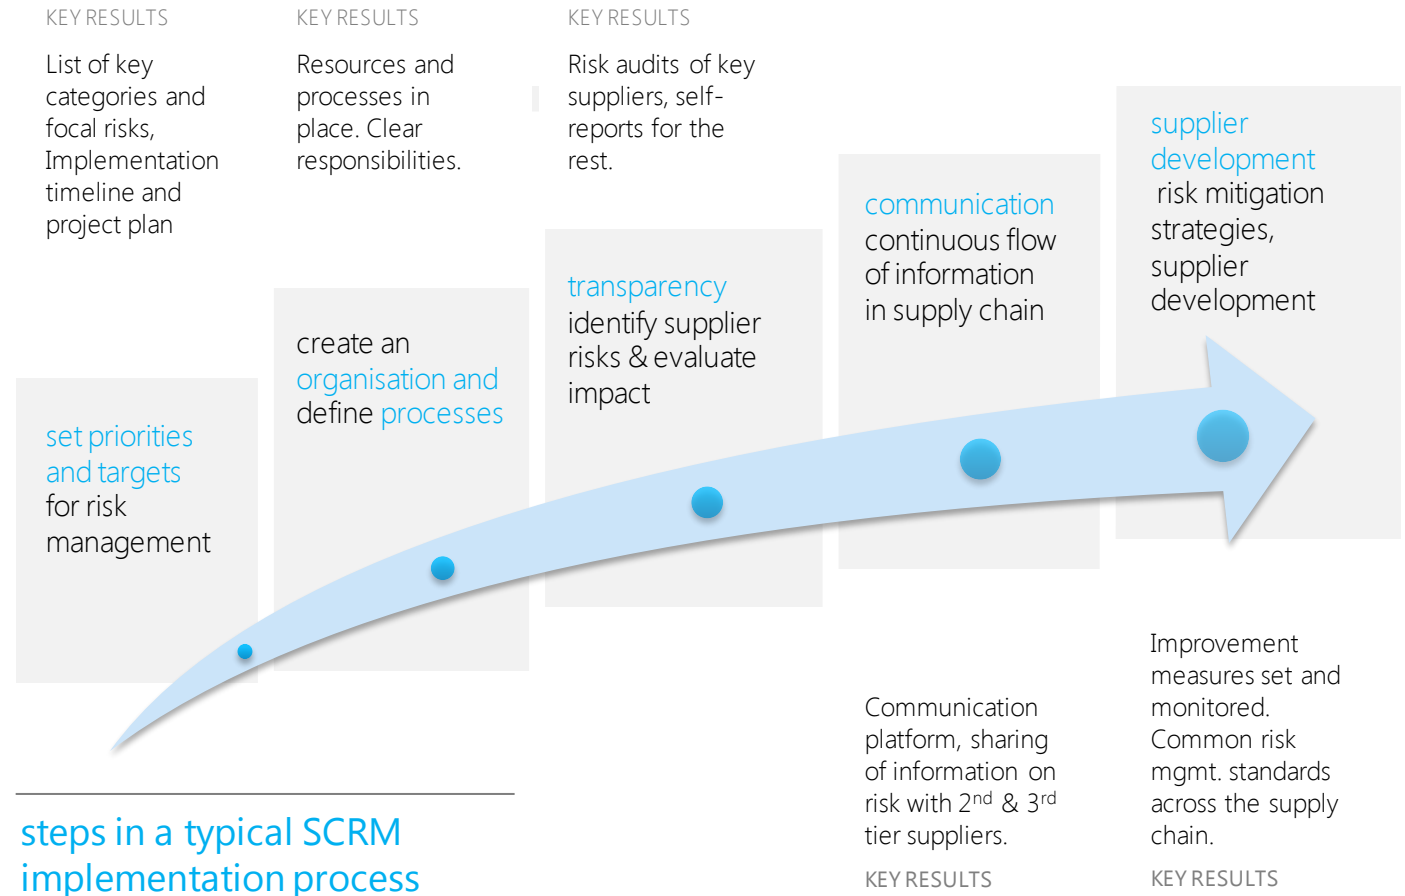 KEY RESULTS
List of key
categories and
focal risks,
Implementation
timeline and
project plan
KEY RESULTS
Resources and
processes in
place. Clear
responsibilities.
KEY RESULTS
Risk audits of key
suppliers, self-
reports for the
rest.
set priorities
and targets
for risk
management
create an
organisation and
define processes
transparency
identify supplier
risks & evaluate
impact
communication
continuous flow
of information
in supply chain
supplier
development
risk mitigation
strategies,
supplier
development
Communication
platform, sharing
of information on
risk with 2nd & 3rd
tier suppliers.
KEY RESULTS
Improvement
measures set and
monitored.
Common risk
mgmt. standards
across the supply
chain.
KEY RESULTS
steps in a typical SCRM
implementation process